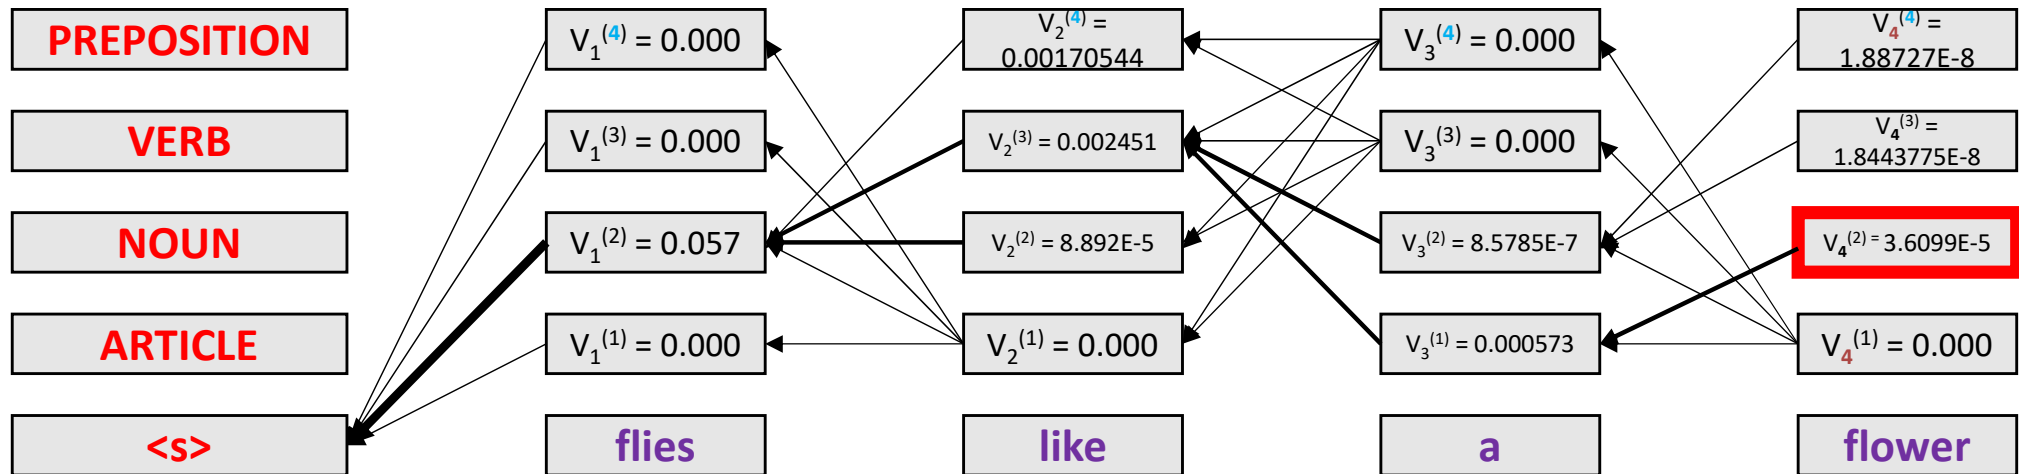 PREPOSITION
V₁⁽⁴⁾ = 0.000
V₂⁽⁴⁾ =
0.00170544
V₃⁽⁴⁾ = 0.000
V₄⁽⁴⁾ =
1.88727E-8
VERB
V₁⁽³⁾ = 0.000
V₂⁽³⁾ = 0.002451
V₃⁽³⁾ = 0.000
V₄⁽³⁾ =
1.8443775E-8
NOUN
V₁⁽²⁾ = 0.057
V₂⁽²⁾ = 8.892E-5
V₃⁽²⁾ = 8.5785E-7
V₄⁽²⁾ = 3.6099E-5
ARTICLE
V₁⁽¹⁾ = 0.000
V₂⁽¹⁾ = 0.000
V₃⁽¹⁾ = 0.000573
V₄⁽¹⁾ = 0.000
<s>
flies
like
a
flower